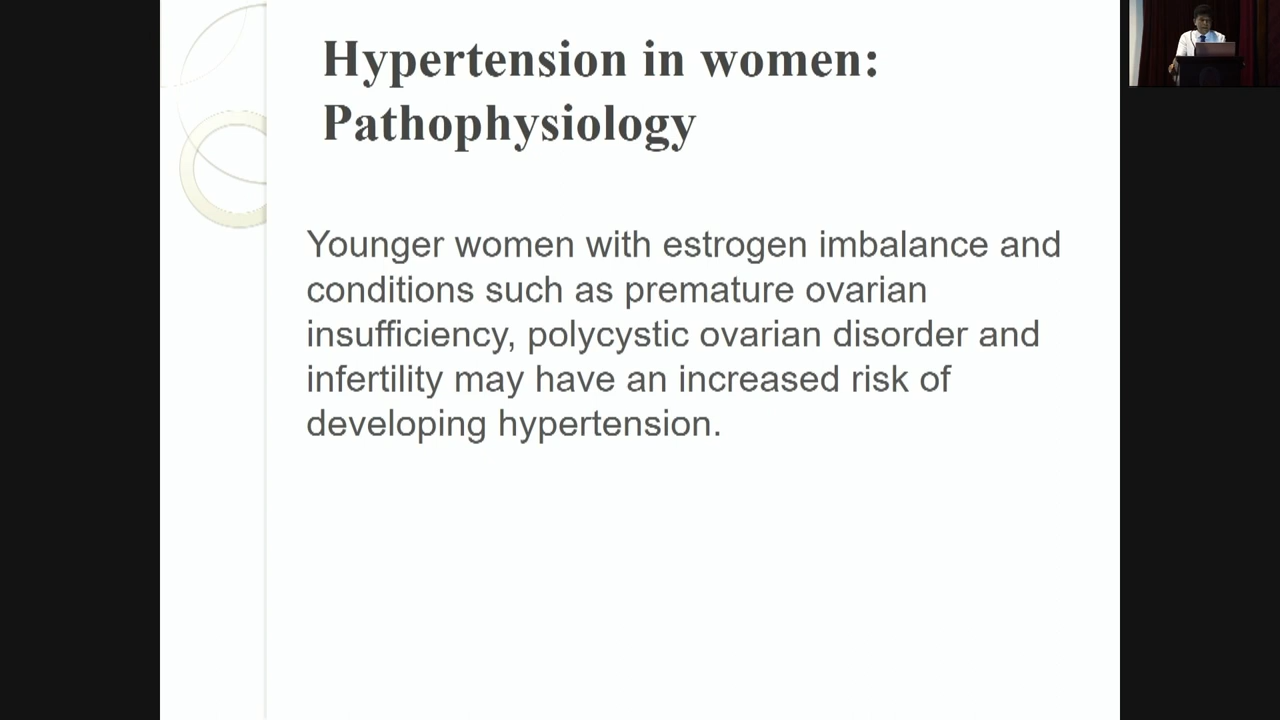 Hypertension in women:
Pathophysiology
Younger women with estrogen imbalance and
conditions such as premature ovarian
insufficiency, polycystic ovarian disorder and
infertility may have an increased risk of
developing hypertension.